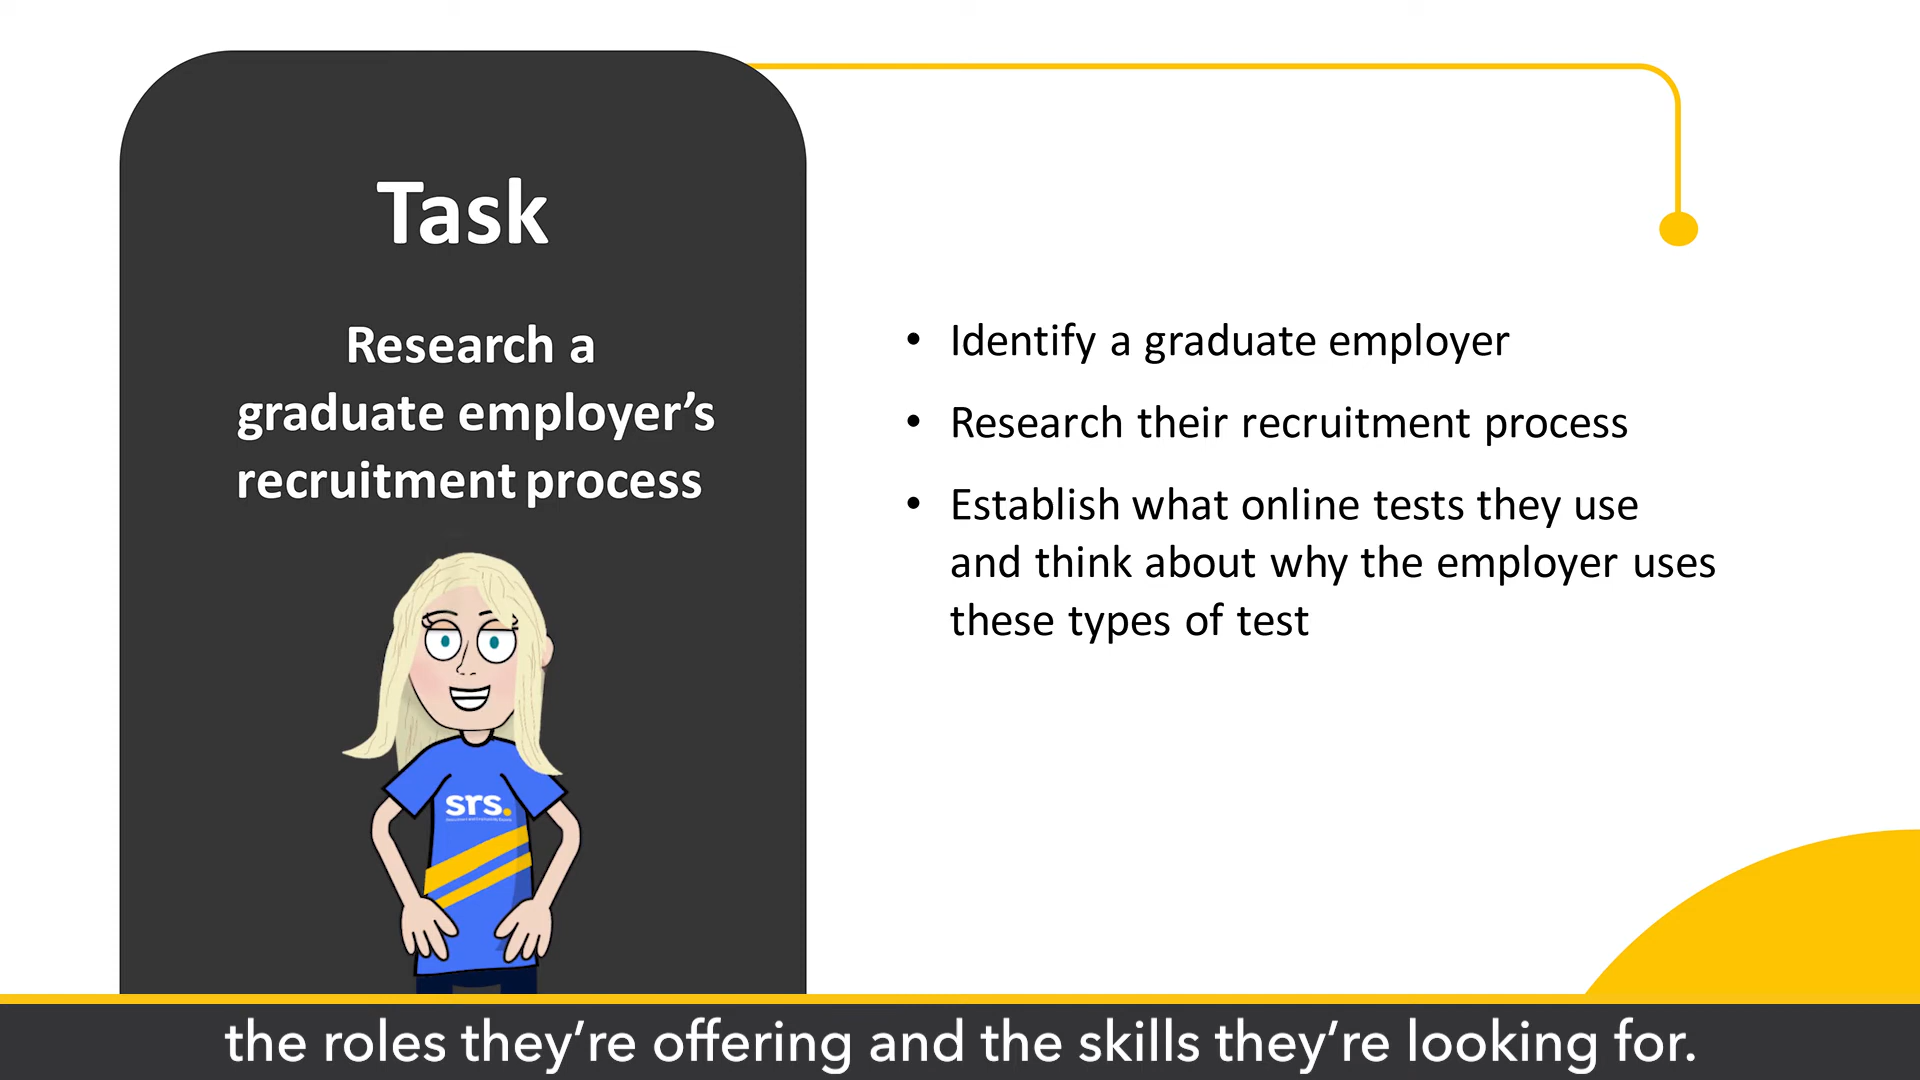 Task
Research a
graduate employer’s
recruitment process
• Identify a graduate employer
• Research their recruitment process
• Establish what online tests they use
and think about why the employer uses
these types of test
srs.
the roles they’re offering and the skills they’re looking for.